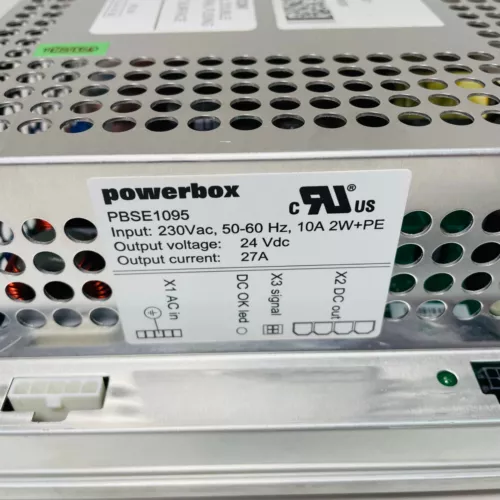 powerbox
PBSE1095
Input: 230Vac, 50-60 Hz, 10A 2W+PE
Output voltage: 24 Vdc
Output current: 27A
X1 AC in
DC OK led
X3 signal
X2 DC out
c RU US
®